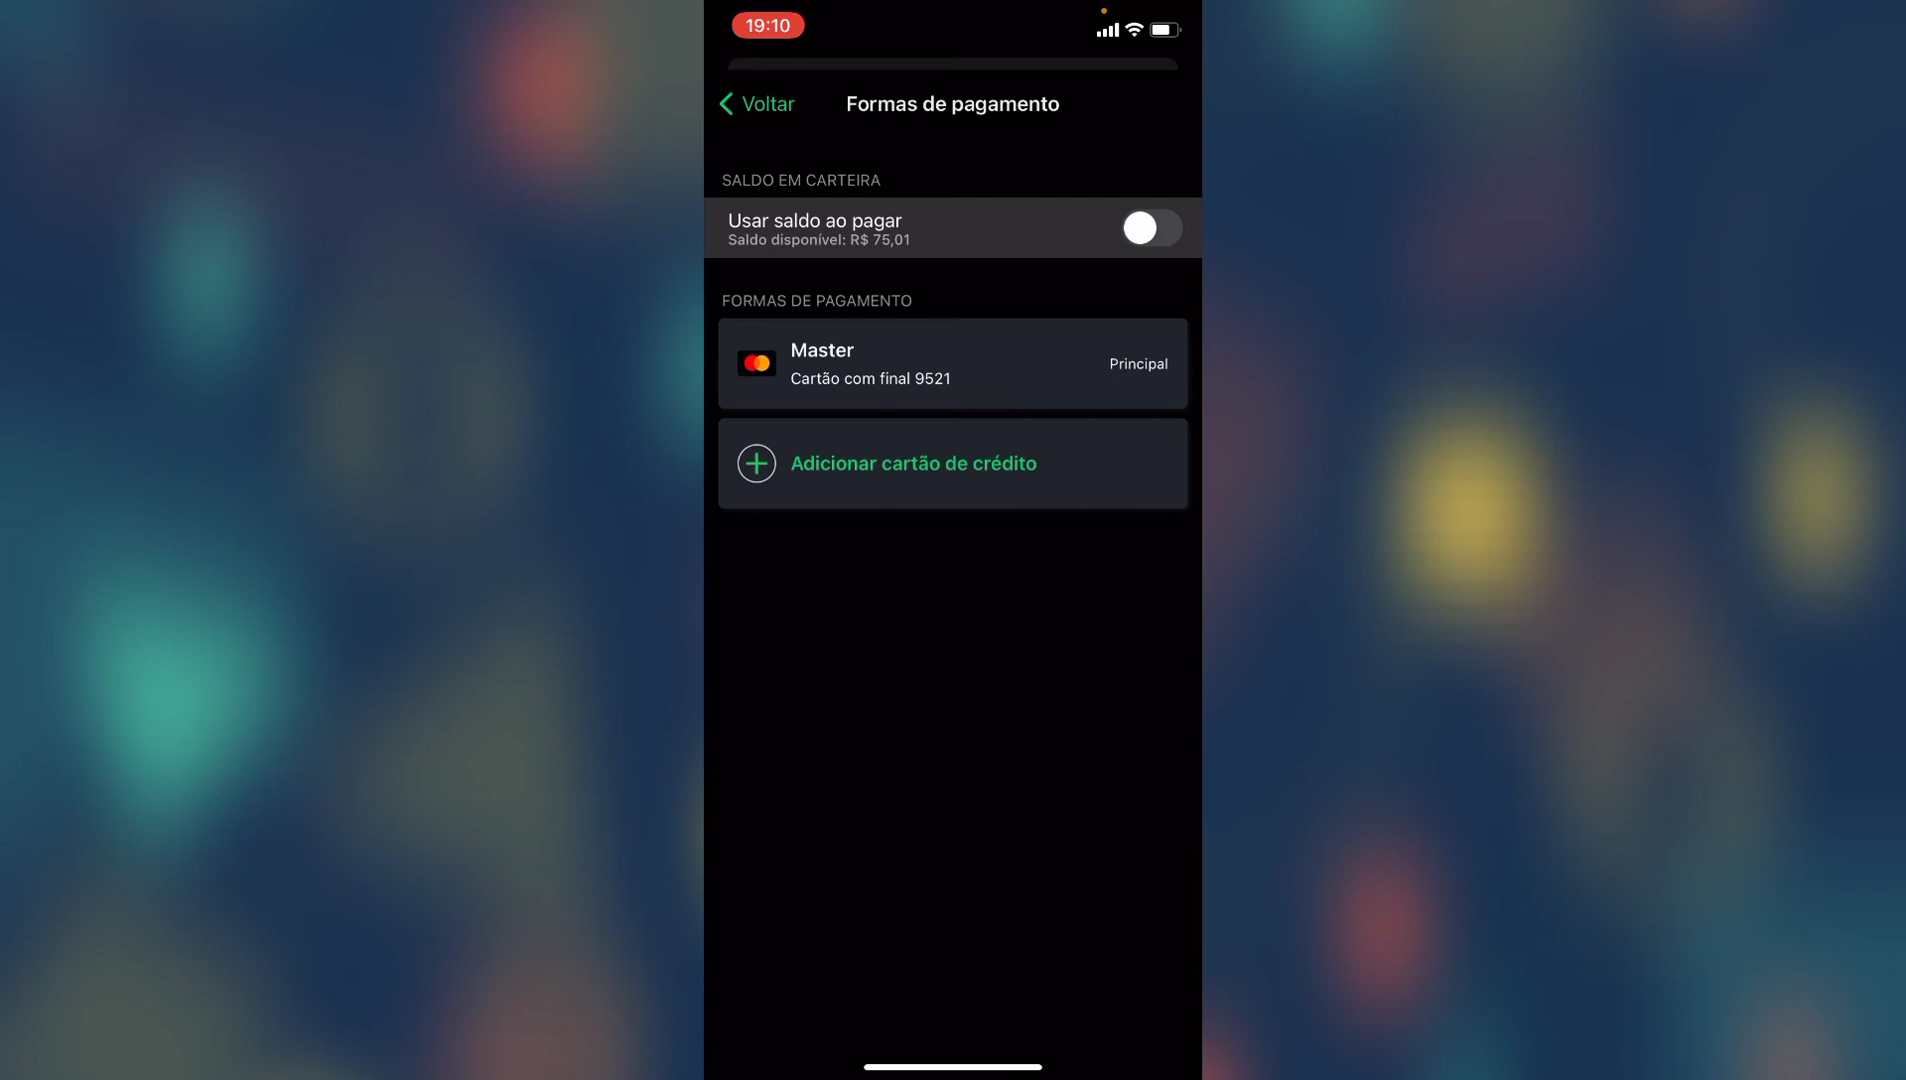 19:10
Voltar
Formas de pagamento
SALDO EM CARTEIRA
Usar saldo ao pagar
Saldo disponível: R$ 75,01
FORMAS DE PAGAMENTO
Master
Cartão com final 9521
Principal
Adicionar cartão de crédito